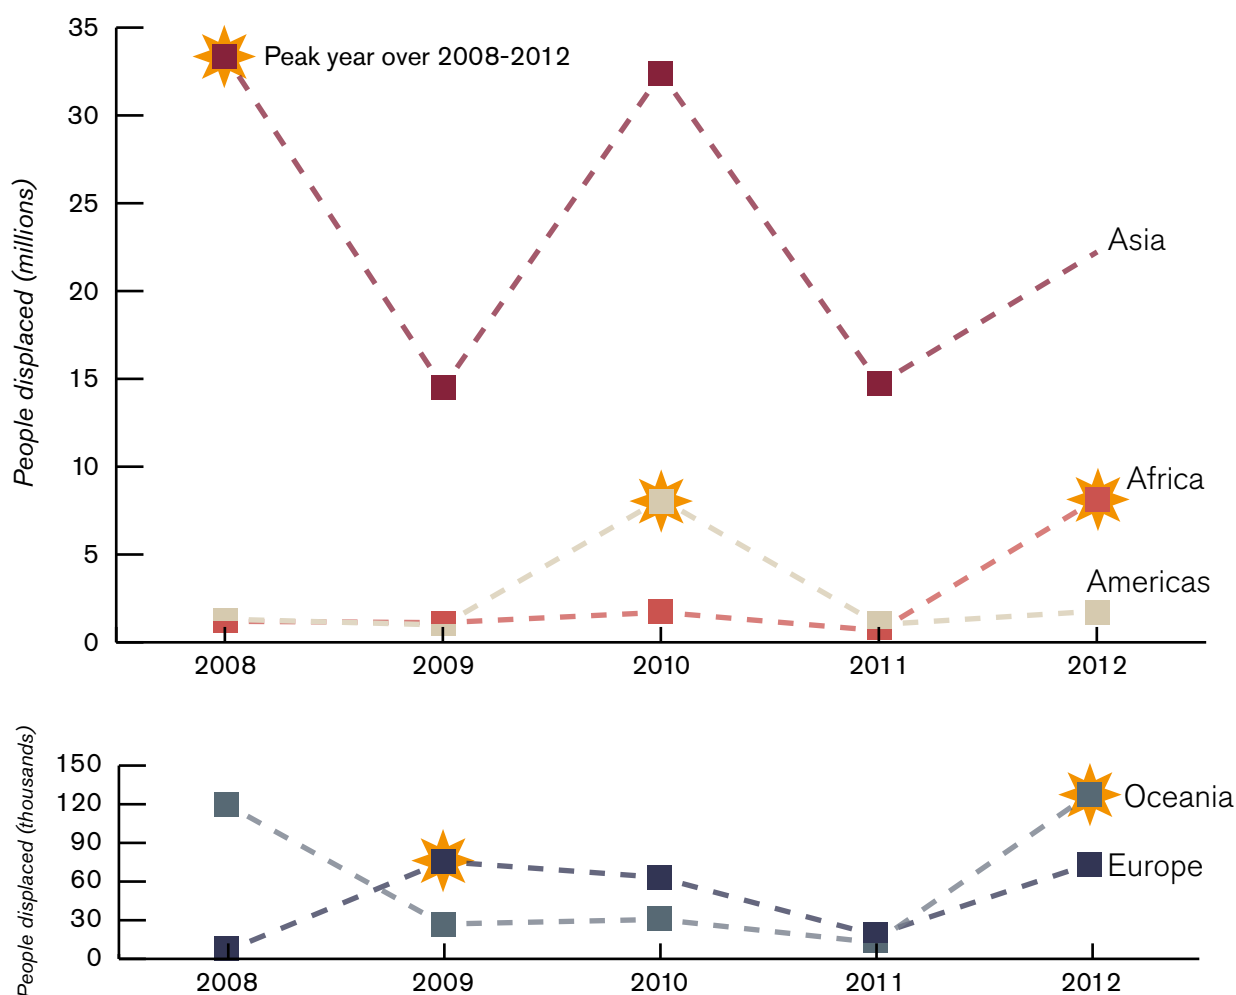 35
Peak year over 2008-2012
30
25
20
15
10
5
0
People displaced (millions)
Asia
Africa
Americas
2008 2009 2010 2011 2012
150
120
90
60
30
0
People displaced (thousands)
Oceania
Europe
2008 2009 2010 2011 2012